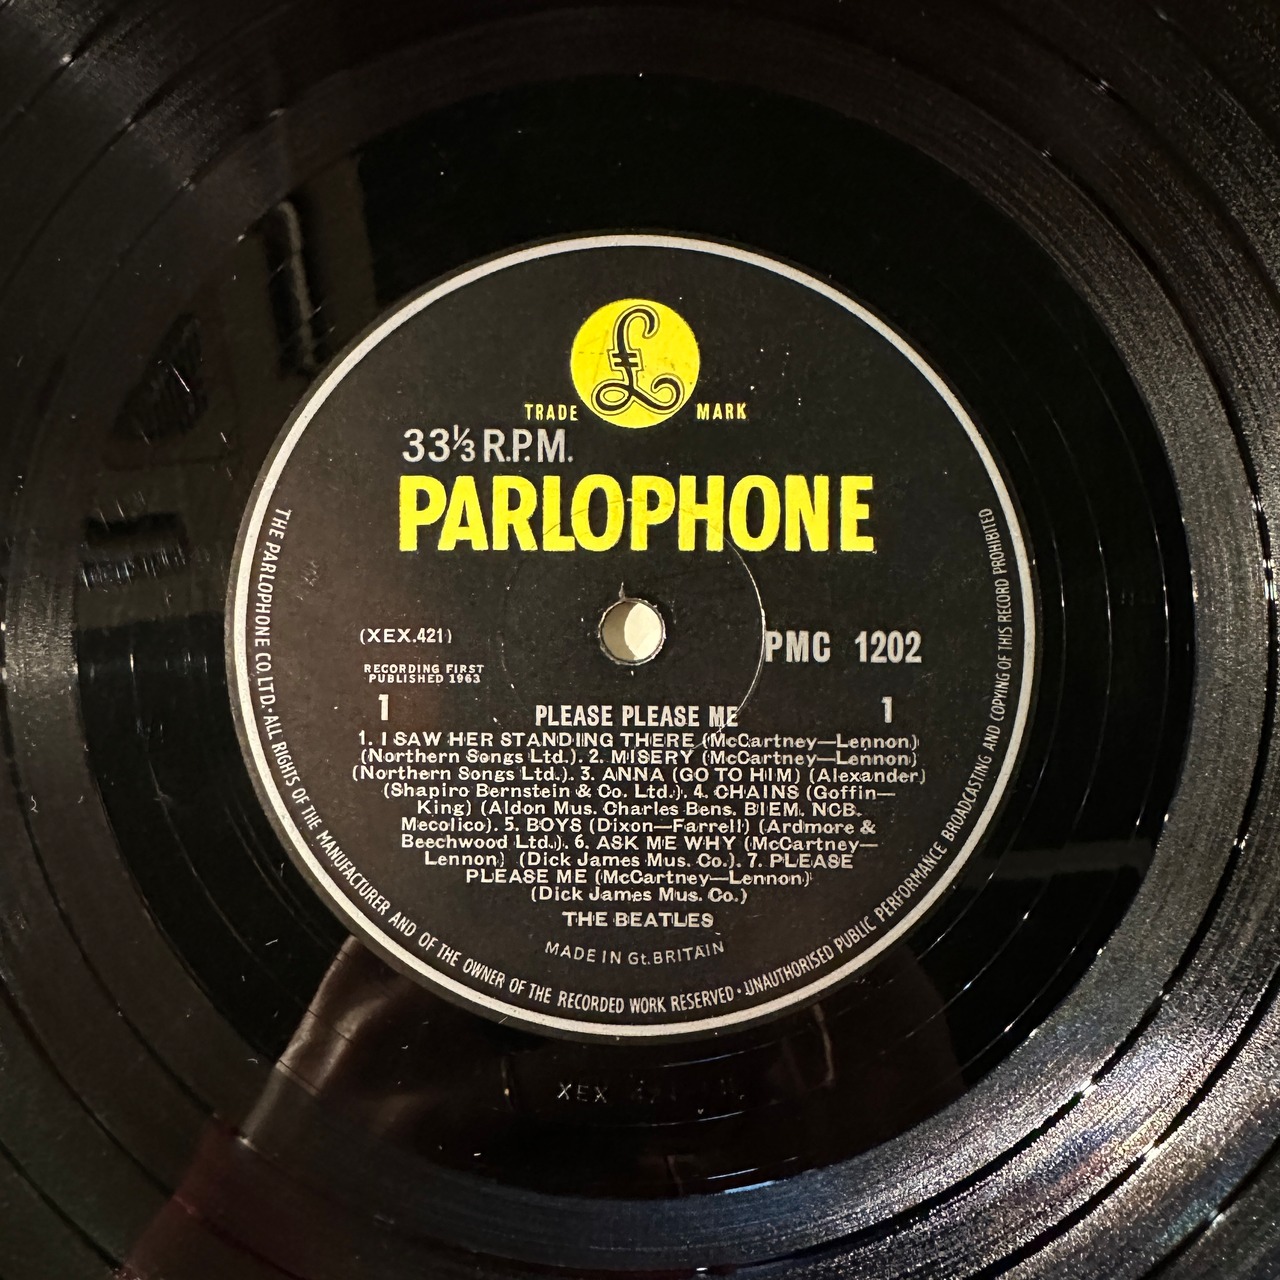 £
TRADE MARK
33⅓ R.P.M.
PARLOPHONE
(XEX.421)
PMC 1202
RECORDING FIRST
PUBLISHED 1963
1 1
PLEASE PLEASE ME
1. I SAW HER STANDING THERE (McCartney—Lennon)
(Northern Songs Ltd.). 2. MISERY (McCartney—Lennon)
(Northern Songs Ltd.). 3. ANNA (GO TO HIM) (Alexander)
(Shapiro Bernstein & Co. Ltd.). 4. CHAINS (Goffin—
King) (Aldon Mus. Charles Bens. BIEM. NCB.
Mecolico). 5. BOYS (Dixon—Farrell) (Ardmore &
Beechwood Ltd.). 6. ASK ME WHY (McCartney—
Lennon) (Dick James Mus. Co.). 7. PLEASE
PLEASE ME (McCartney—Lennon)
(Dick James Mus. Co.)
THE BEATLES
MADE IN Gt. BRITAIN
THE PARLOPHONE CO. LTD. · ALL RIGHTS OF THE MANUFACTURER AND OF THE OWNER OF THE RECORDED WORK RESERVED · UNAUTHORISED PUBLIC PERFORMANCE BROADCASTING AND COPYING OF THIS RECORD PROHIBITED
XEX 421